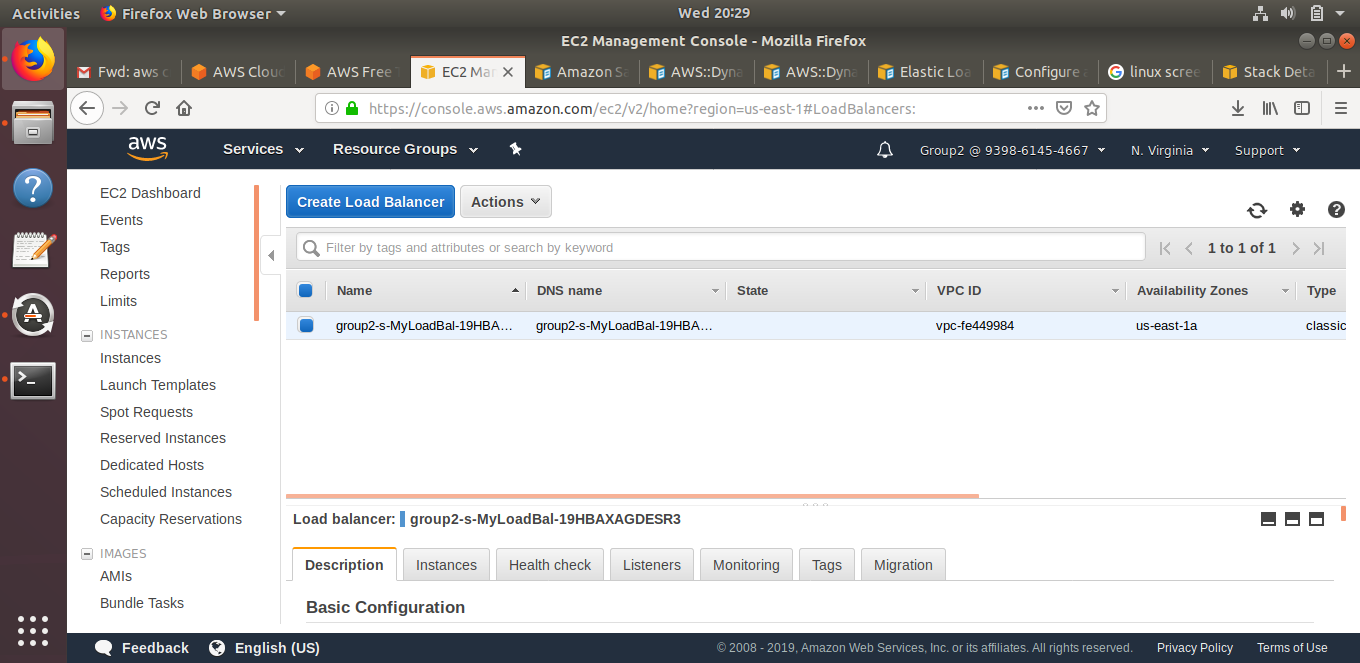 Activities Firefox Web Browser Wed 20:29
EC2 Management Console - Mozilla Firefox
Fwd: aws AWS Clou AWS Free EC2 Mar Amazon S AWS::Dyna AWS::Dyna Elastic Loa Configure linux scree Stack Deta
https://console.aws.amazon.com/ec2/v2/home?region=us-east-1#LoadBalancers:
aws Services Resource Groups Group2 @ 9398-6145-4667 N. Virginia Support
EC2 Dashboard
Events
Tags
Reports
Limits
INSTANCES
Instances
Launch Templates
Spot Requests
Reserved Instances
Dedicated Hosts
Scheduled Instances
Capacity Reservations
IMAGES
AMIs
Bundle Tasks
Create Load Balancer Actions
Filter by tags and attributes or search by keyword 1 to 1 of 1
Name DNS name State VPC ID Availability Zones Type
group2-s-MyLoadBal-19HBA… group2-s-MyLoadBal-19HBA… vpc-fe449984 us-east-1a classic
Load balancer: group2-s-MyLoadBal-19HBAXAGDESR3
Description Instances Health check Listeners Monitoring Tags Migration
Basic Configuration
Feedback English (US) © 2008 - 2019, Amazon Web Services, Inc. or its affiliates. All rights reserved. Privacy Policy Terms of Use